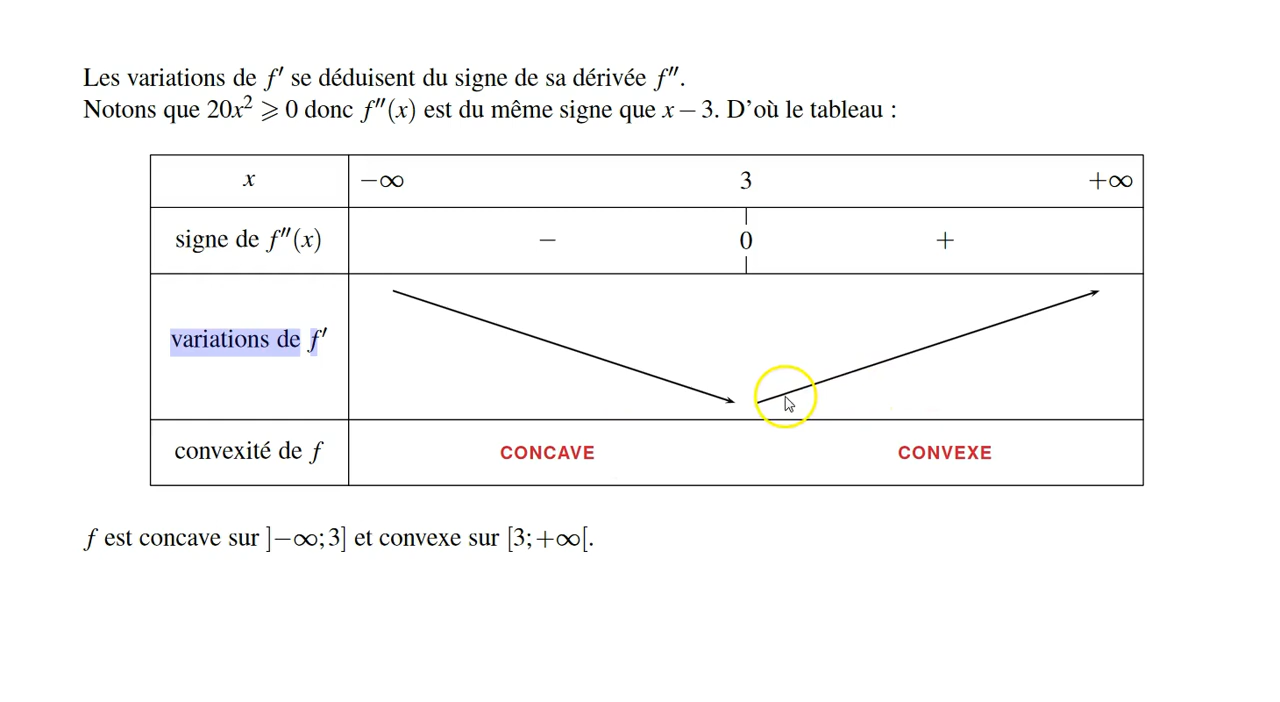 Les variations de f′ se déduisent du signe de sa dérivée f″.
Notons que 20x² ⩾ 0 donc f″(x) est du même signe que x − 3. D’où le tableau :
x −∞ 3 +∞
signe de f″(x) − 0 +
variations de f′
convexité de f CONCAVE CONVEXE
f est concave sur ]−∞;3] et convexe sur [3;+∞[.